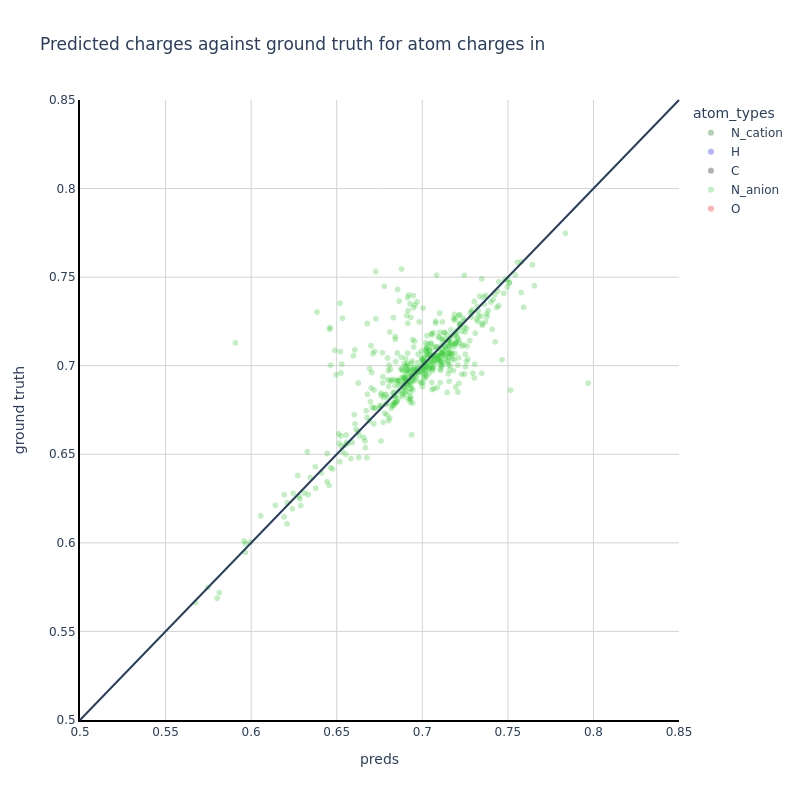 Predicted charges against ground truth for atom charges in
0.85
0.8
0.75
0.7
0.65
0.6
0.55
0.5
0.5
0.55
0.6
0.65
0.7
0.75
0.8
0.85
preds
ground truth
atom_types
N_cation
H
C
N_anion
O